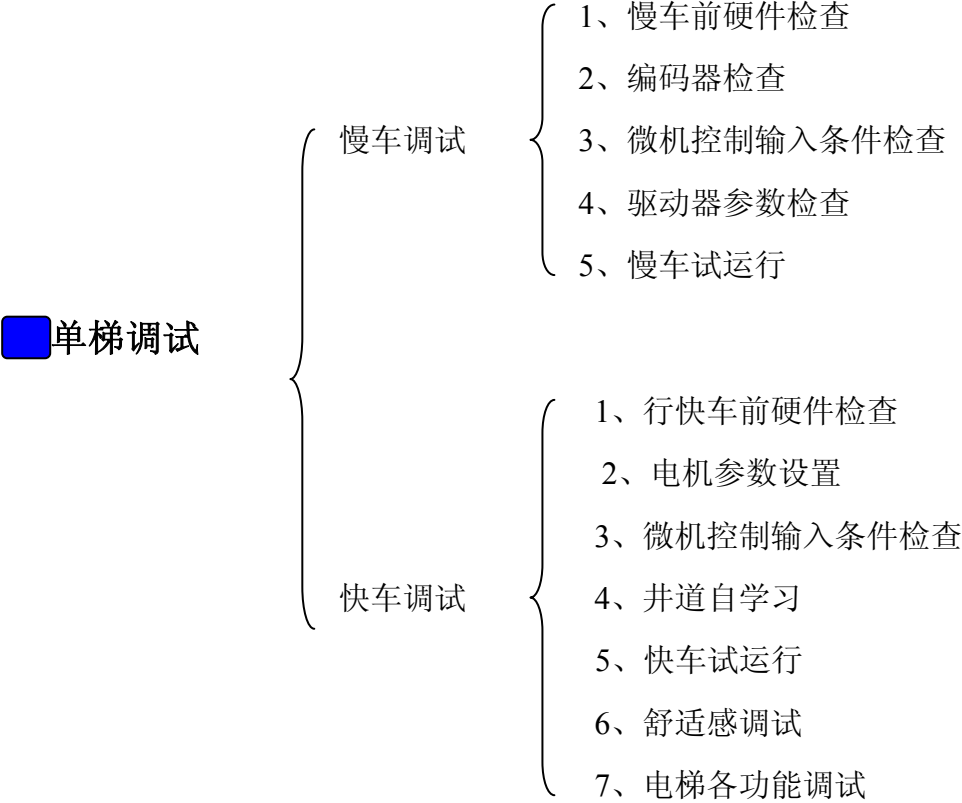 单梯调试
慢车调试
1、慢车前硬件检查
2、编码器检查
3、微机控制输入条件检查
4、驱动器参数检查
5、慢车试运行
快车调试
1、行快车前硬件检查
2、电机参数设置
3、微机控制输入条件检查
4、井道自学习
5、快车试运行
6、舒适感调试
7、电梯各功能调试